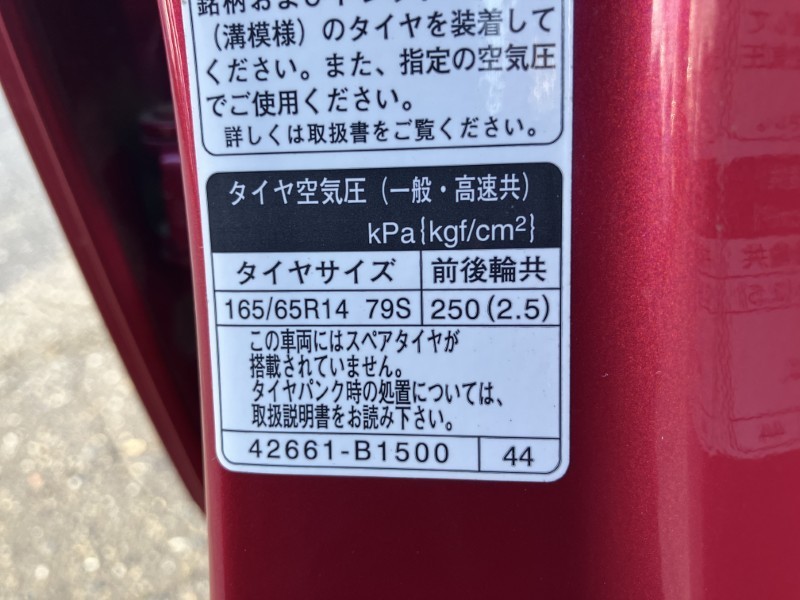 銘柄および
（溝模様）のタイヤを装着して
ください。また、指定の空気圧
でご使用ください。
詳しくは取扱書をご覧ください。
タイヤ空気圧（一般・高速共）
kPa{kgf/cm²}
タイヤサイズ 前後輪共
165/65R14 79S 250(2.5)
この車両にはスペアタイヤが
搭載されていません。
タイヤパンク時の処置については、
取扱説明書をお読み下さい。
42661-B1500 44